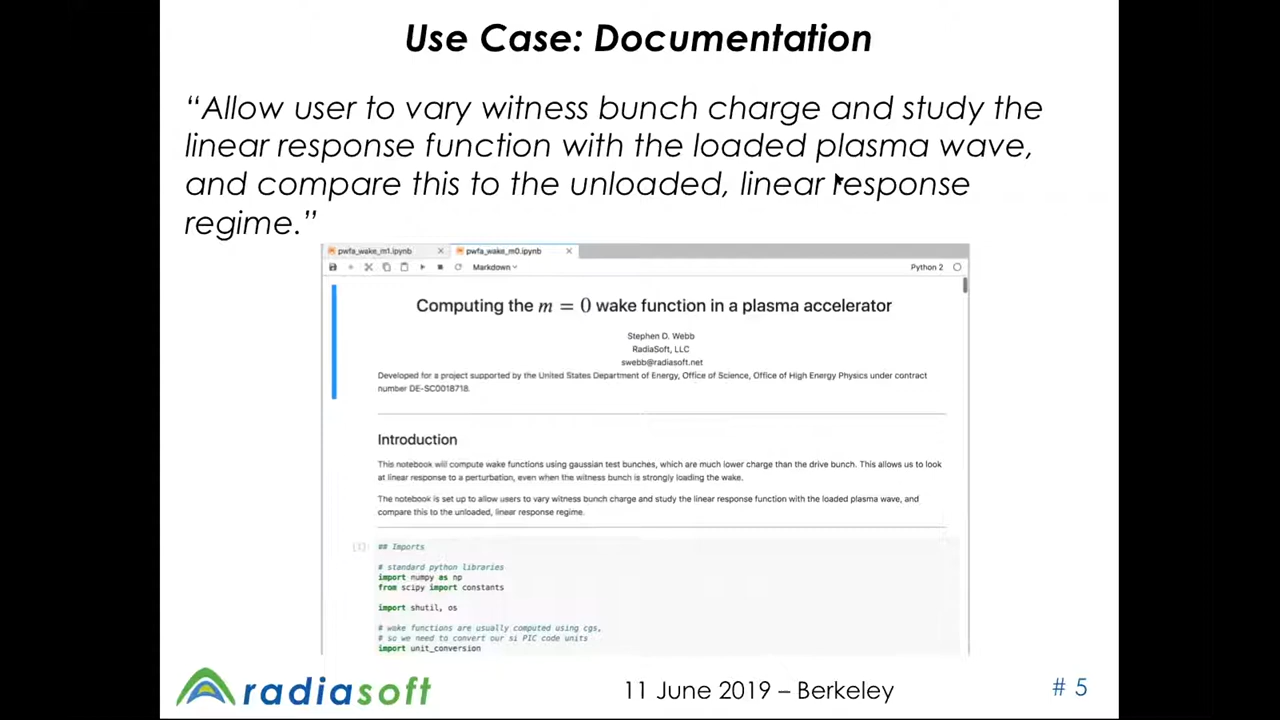 Use Case: Documentation
“Allow user to vary witness bunch charge and study the
linear response function with the loaded plasma wave,
and compare this to the unloaded, linear response
regime.”
pwfa_wake_m1.ipynb × pwfa_wake_m0.ipynb ×
Markdown Python 2
Computing the m = 0 wake function in a plasma accelerator
Stephen D. Webb
RadiaSoft, LLC
swebb@radiasoft.net
Developed for a project supported by the United States Department of Energy, Office of Science, Office of High Energy Physics under contract
number DE-SC0018718.
Introduction
This notebook will compute wake functions using gaussian test bunches, which are much lower charge than the drive bunch. This allows us to look
at linear response to a perturbation, even when the witness bunch is strongly loading the wake.
The notebook is set up to allow users to vary witness bunch charge and study the linear response function with the loaded plasma wave, and
compare this to the unloaded, linear response regime.
[1]: ## Imports
# standard python libraries
import numpy as np
from scipy import constants
import shutil, os
# wake functions are usually computed using cgs,
# so we need to convert our si PIC code units
import unit_conversion
radiasoft 11 June 2019 – Berkeley # 5